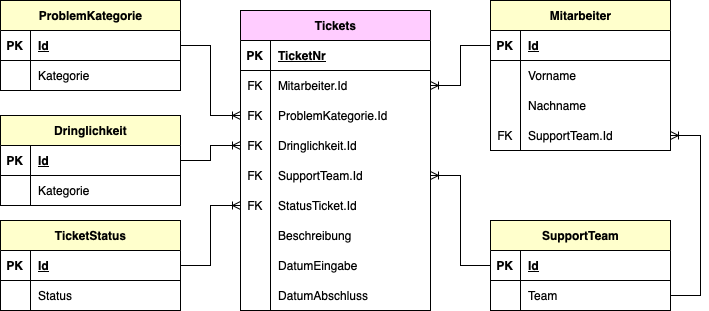 ProblemKategorie
PK Id
Kategorie
Dringlichkeit
PK Id
Kategorie
TicketStatus
PK Id
Status
Tickets
PK TicketNr
FK Mitarbeiter.Id
FK ProblemKategorie.Id
FK Dringlichkeit.Id
FK SupportTeam.Id
FK StatusTicket.Id
Beschreibung
DatumEingabe
DatumAbschluss
Mitarbeiter
PK Id
Vorname
Nachname
FK SupportTeam.Id
SupportTeam
PK Id
Team